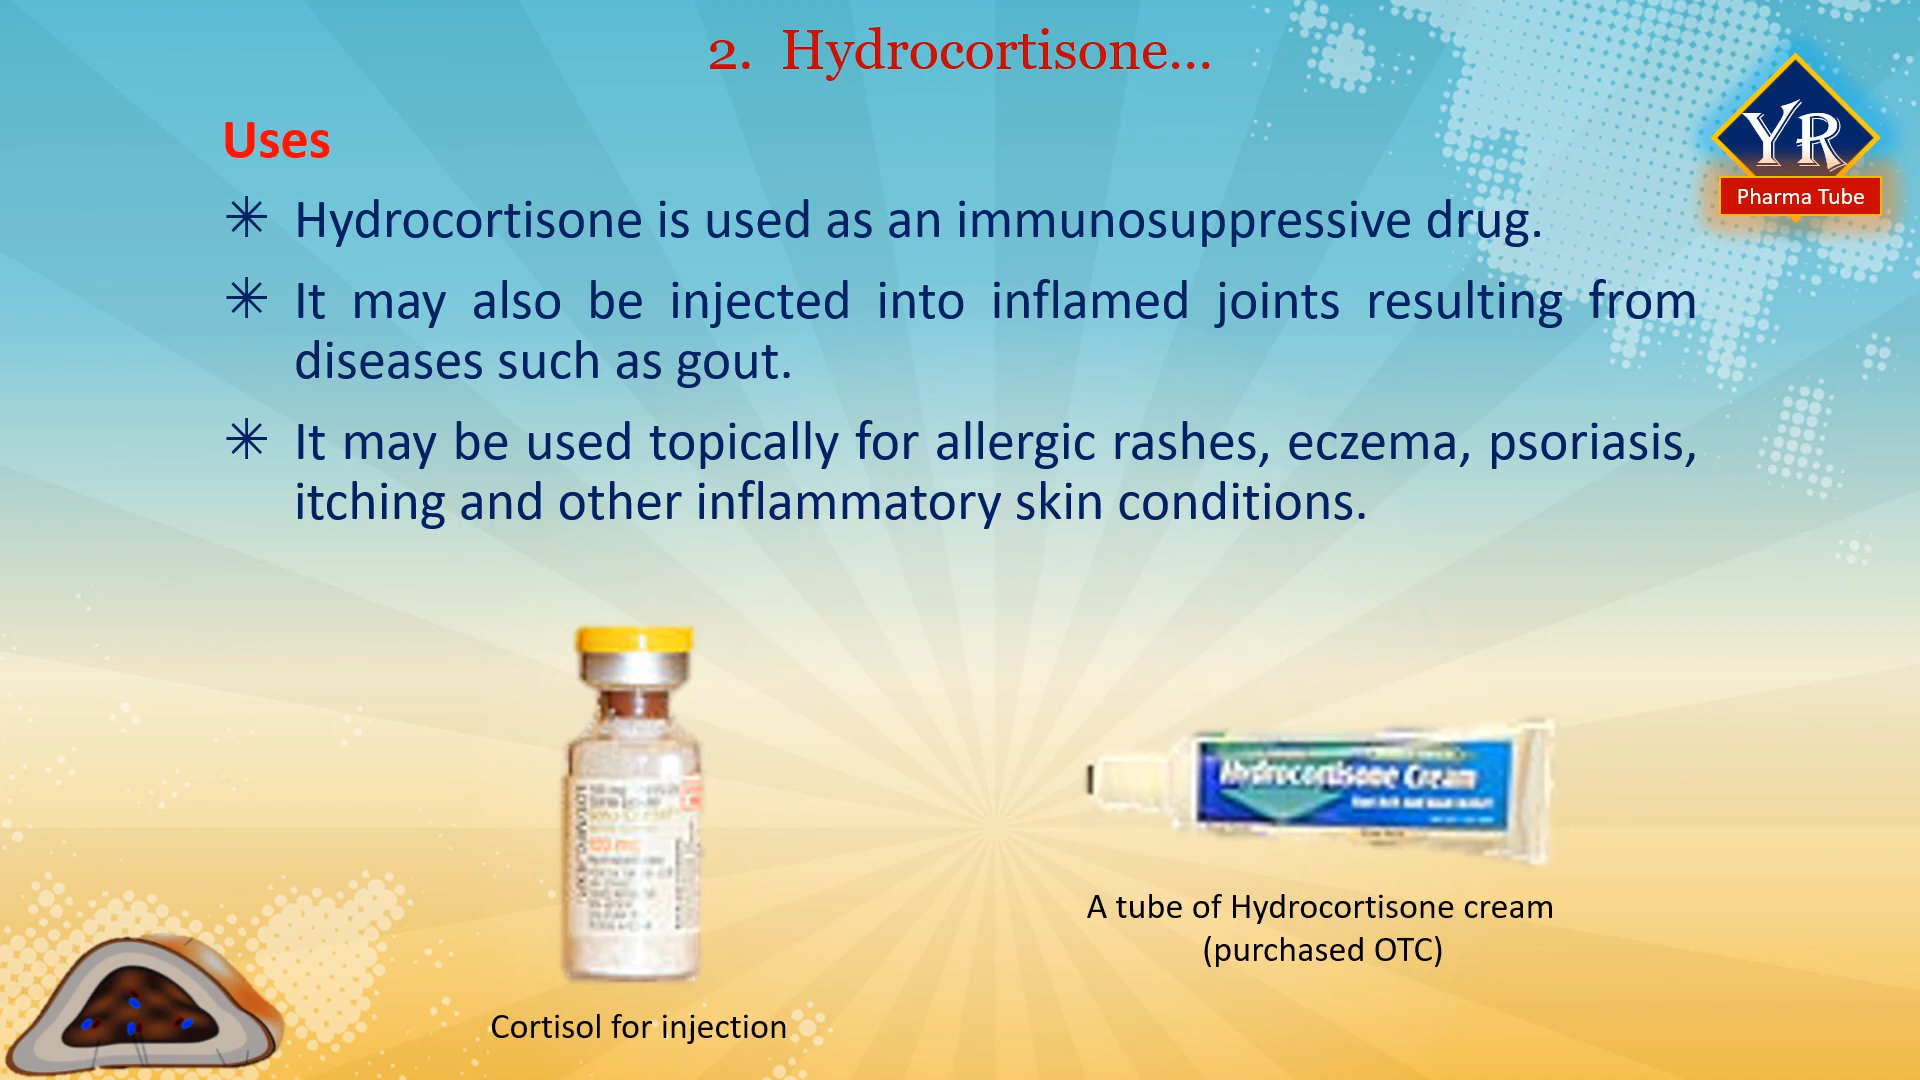 2. Hydrocortisone...
YR
Pharma Tube
Uses
✳ Hydrocortisone is used as an immunosuppressive drug.
✳ It may also be injected into inflamed joints resulting from
diseases such as gout.
✳ It may be used topically for allergic rashes, eczema, psoriasis,
itching and other inflammatory skin conditions.
100 mg
Hydrocortisone Cream
A tube of Hydrocortisone cream
(purchased OTC)
Cortisol for injection